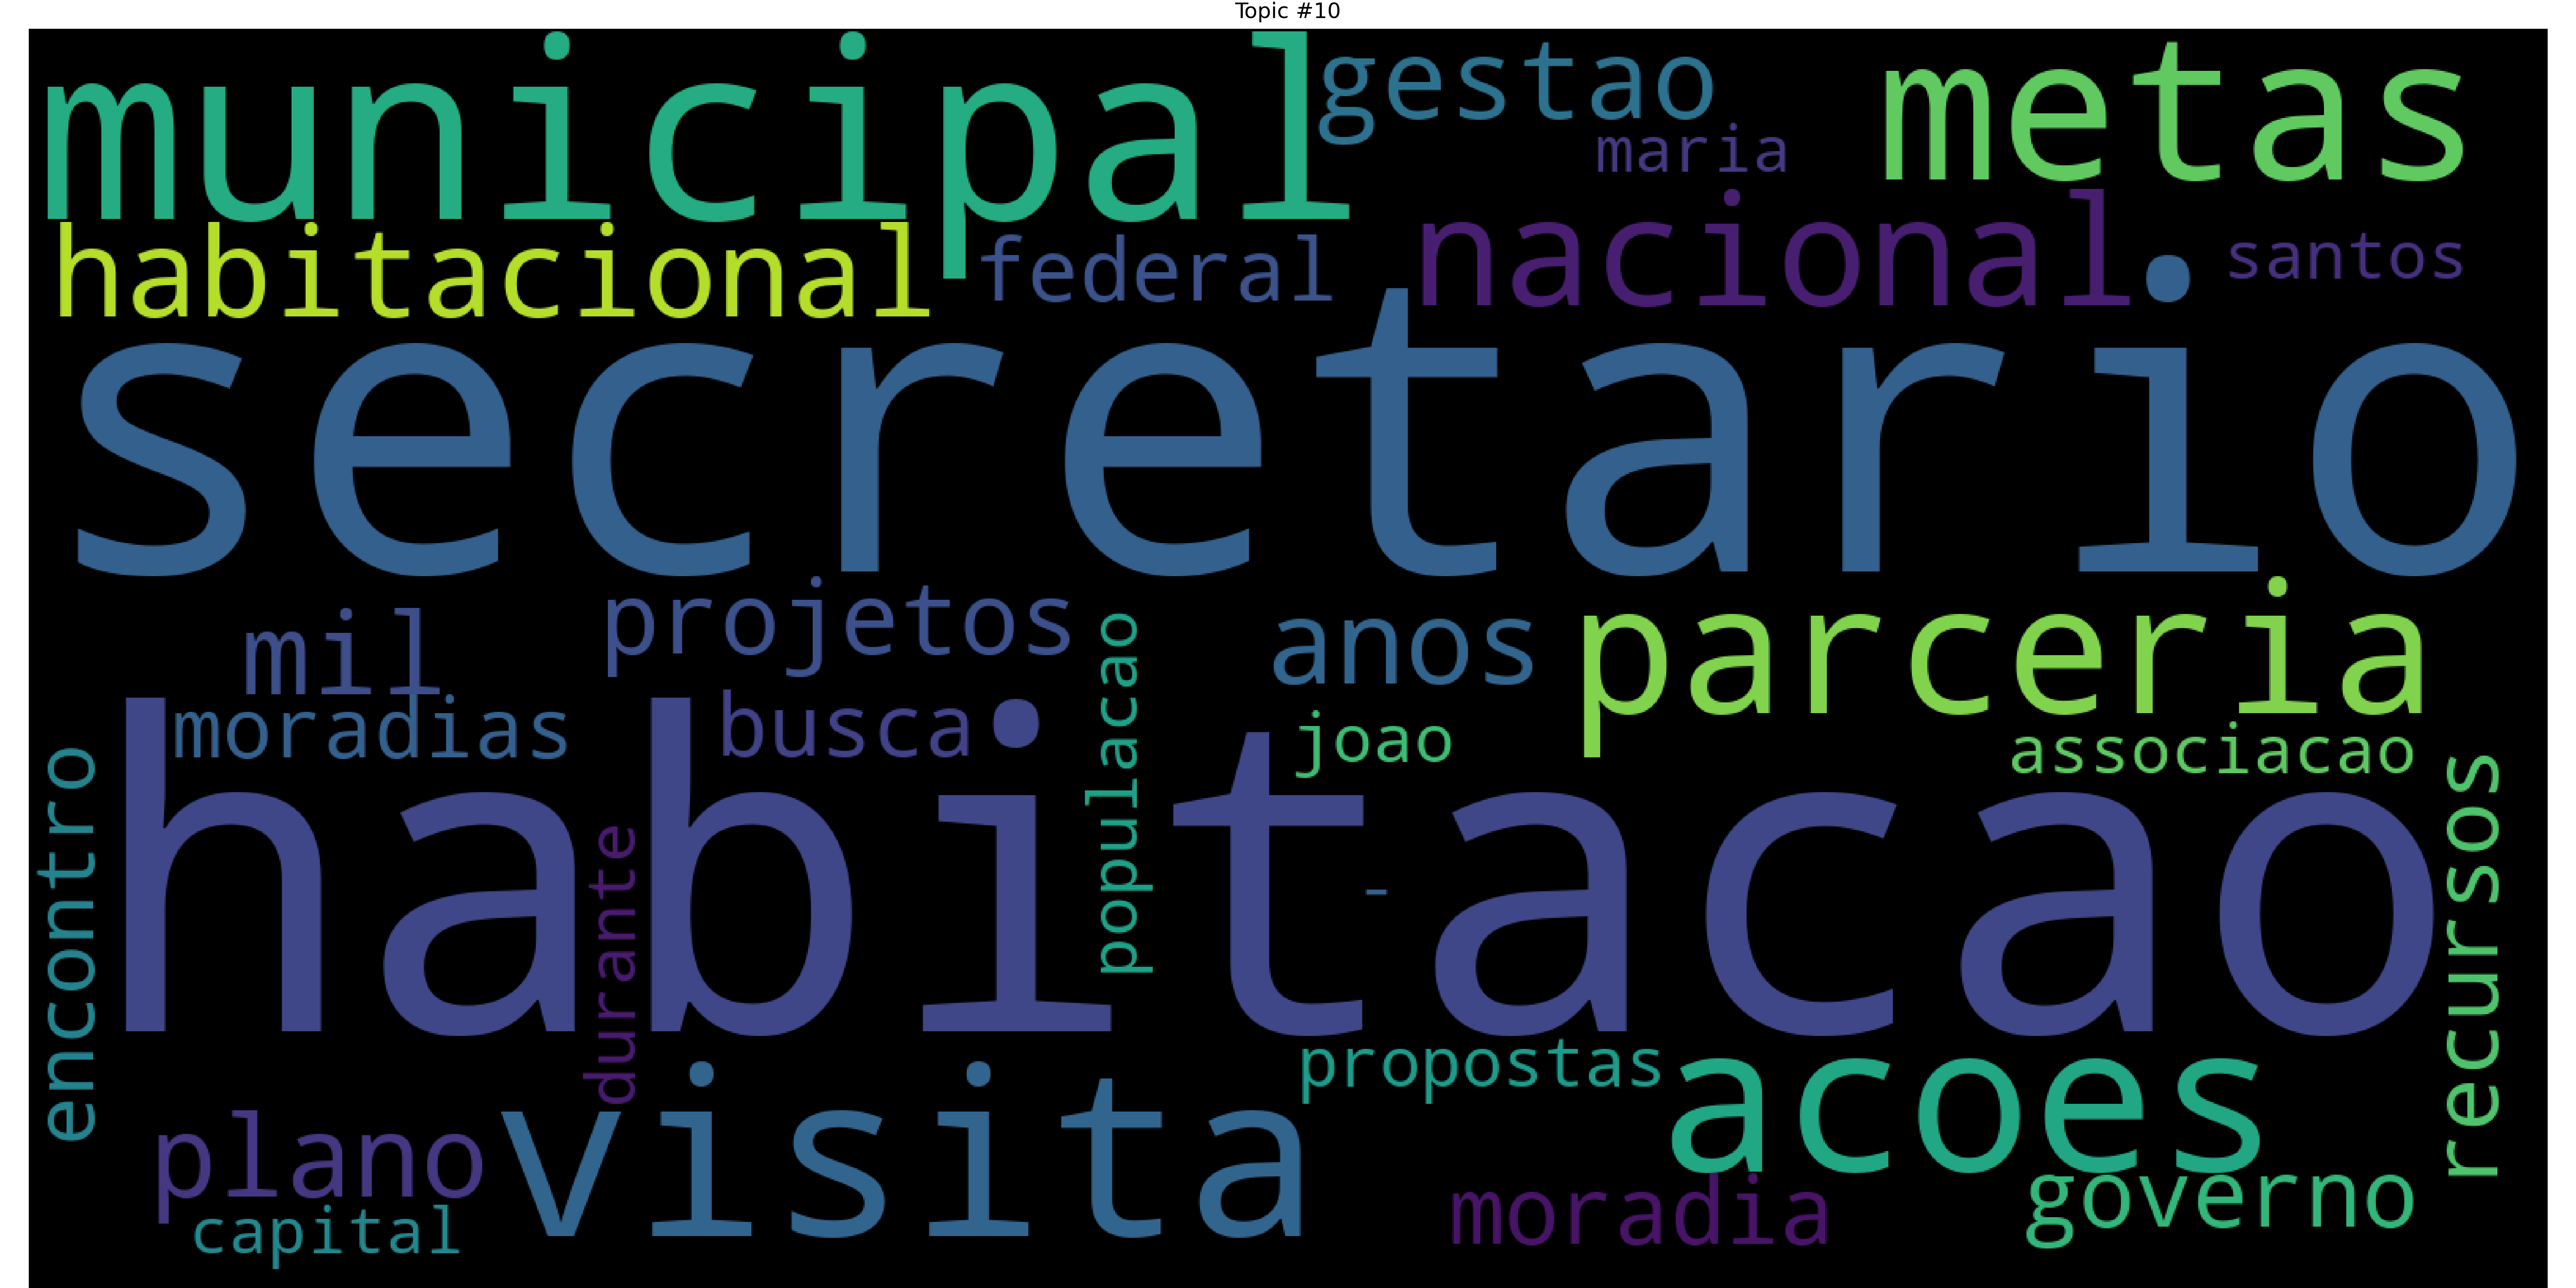 Topic #10
municipal
gestao
metas
maria
habitacional
federal
nacional
santos
secretario
mil
projetos
anos
parceria
moradias
busca
populacao
joao
associacao
encontro
habitacao
durante
-
recursos
propostas
acoes
plano
visita
capital
moradia
governo